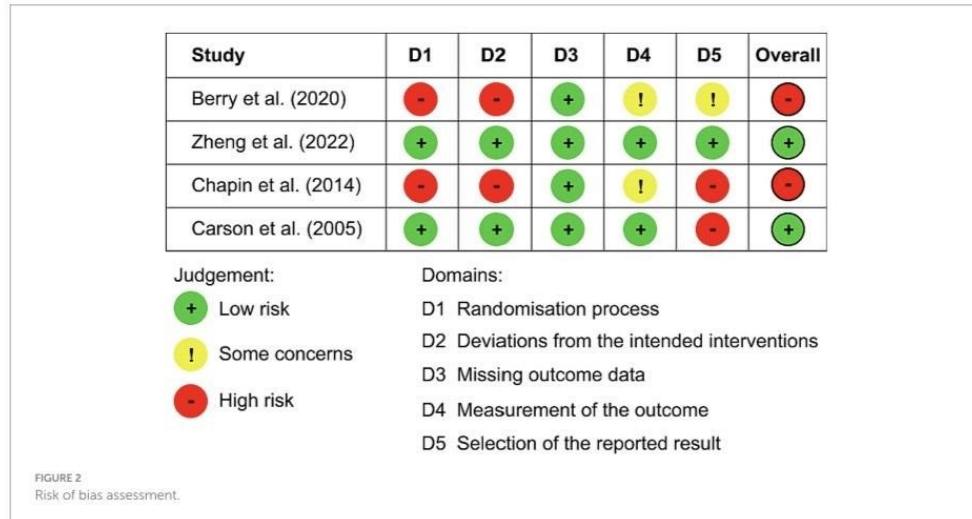 Study D1 D2 D3 D4 D5 Overall
Berry et al. (2020) - - + ! ! -
Zheng et al. (2022) + + + + + +
Chapin et al. (2014) - - + ! - -
Carson et al. (2005) + + + + - +
Judgement:
+ Low risk
! Some concerns
- High risk
Domains:
D1 Randomisation process
D2 Deviations from the intended interventions
D3 Missing outcome data
D4 Measurement of the outcome
D5 Selection of the reported result
FIGURE 2
Risk of bias assessment.